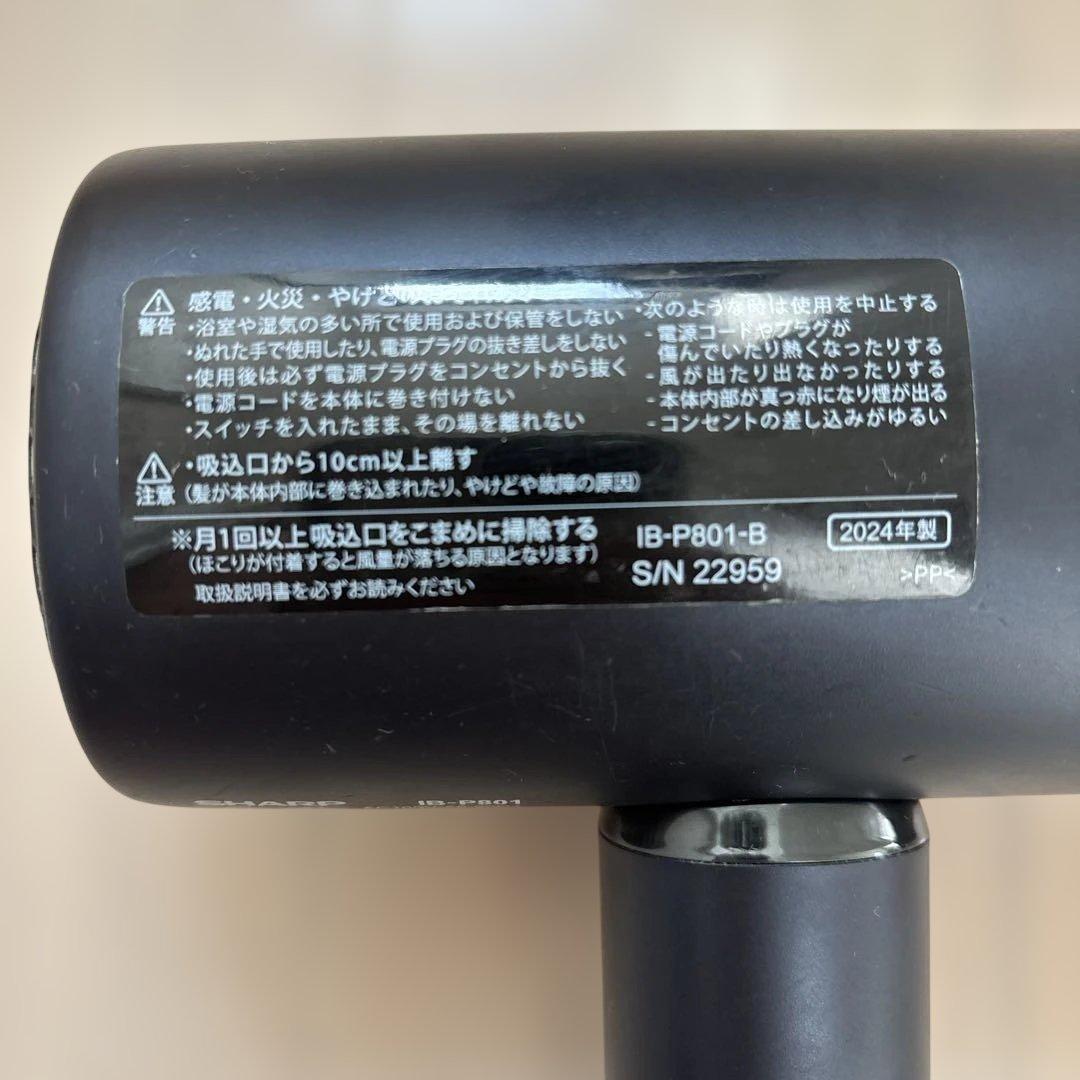 警告
感電・火災・やけど
・浴室や湿気の多い所で使用および保管をしない
・ぬれた手で使用したり、電源プラグの抜き差しをしない
・使用後は必ず電源プラグをコンセントから抜く
・電源コードを本体に巻き付けない
・スイッチを入れたまま、その場を離れない
・次のような時は使用を中止する
- 電源コードやプラグが
傷んでいたり熱くなったりする
- 風が出たり出なかったりする
- 本体内部が真っ赤になり煙が出る
- コンセントの差し込みがゆるい
注意
・吸込口から10cm以上離す
(髪が本体内部に巻き込まれたり、やけどや故障の原因)
※月1回以上吸込口をこまめに掃除する
(ほこりが付着すると風量が落ちる原因となります)
取扱説明書を必ずお読みください
IB-P801-B
2024年製
S/N 22959
>PP<
SHARP
IB-P801